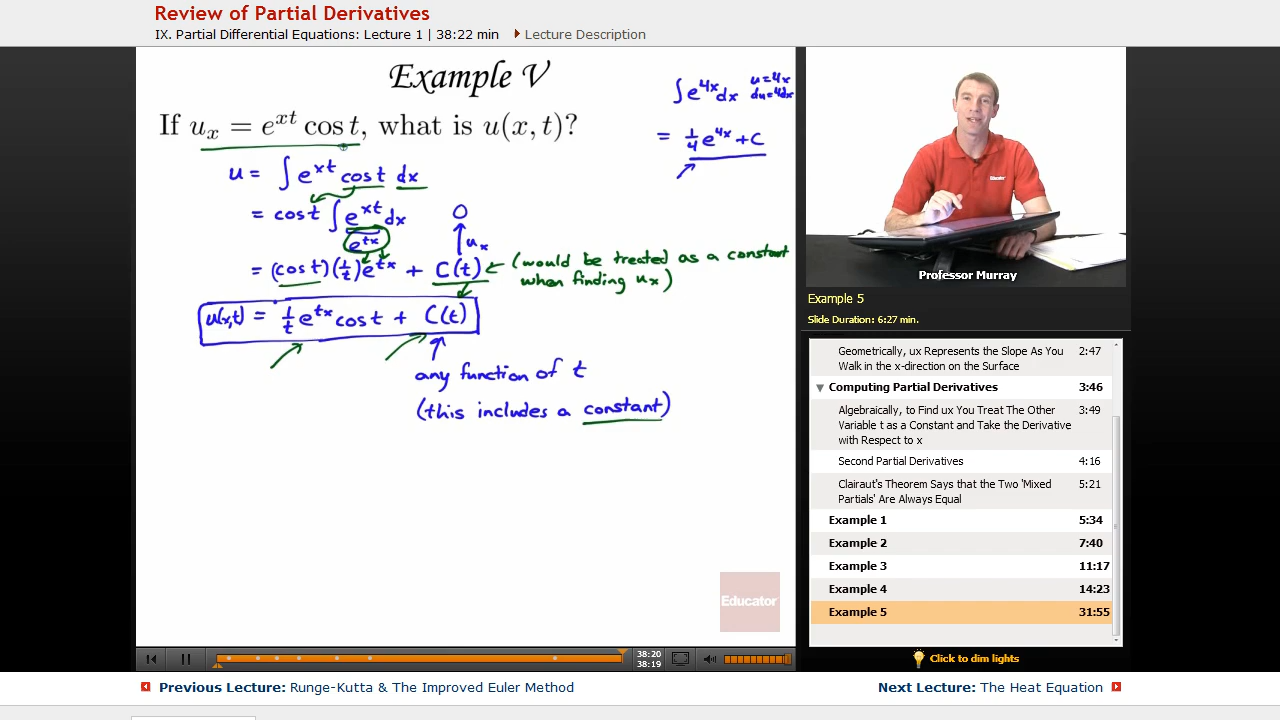 Review of Partial Derivatives
IX. Partial Differential Equations: Lecture 1 | 38:22 min
Lecture Description
Example V
If u_x = e^{xt} cos t, what is u(x, t)?
∫e^{4x}dx u=4x
du=4dx
= 1/4 e^{4x} + C
u = ∫ e^{xt} cos t dx
= cos t ∫ e^{xt} dx
e^{tx}
0
u_x
= (cos t)(1/t)e^{tx} + C(t) ← (would be treated as a constant
when finding u_x)
u(x,t) = 1/t e^{tx} cos t + C(t)
any function of t
(this includes a constant)
Educator
Educator
Professor Murray
Example 5
Slide Duration: 6:27 min.
Geometrically, ux Represents the Slope As You
Walk in the x-direction on the Surface 2:47
Computing Partial Derivatives 3:46
Algebraically, to Find ux You Treat The Other
Variable t as a Constant and Take the Derivative
with Respect to x 3:49
Second Partial Derivatives 4:16
Clairaut's Theorem Says that the Two 'Mixed
Partials' Are Always Equal 5:21
Example 1 5:34
Example 2 7:40
Example 3 11:17
Example 4 14:23
Example 5 31:55
38:20
38:19
Click to dim lights
Previous Lecture: Runge-Kutta & The Improved Euler Method
Next Lecture: The Heat Equation